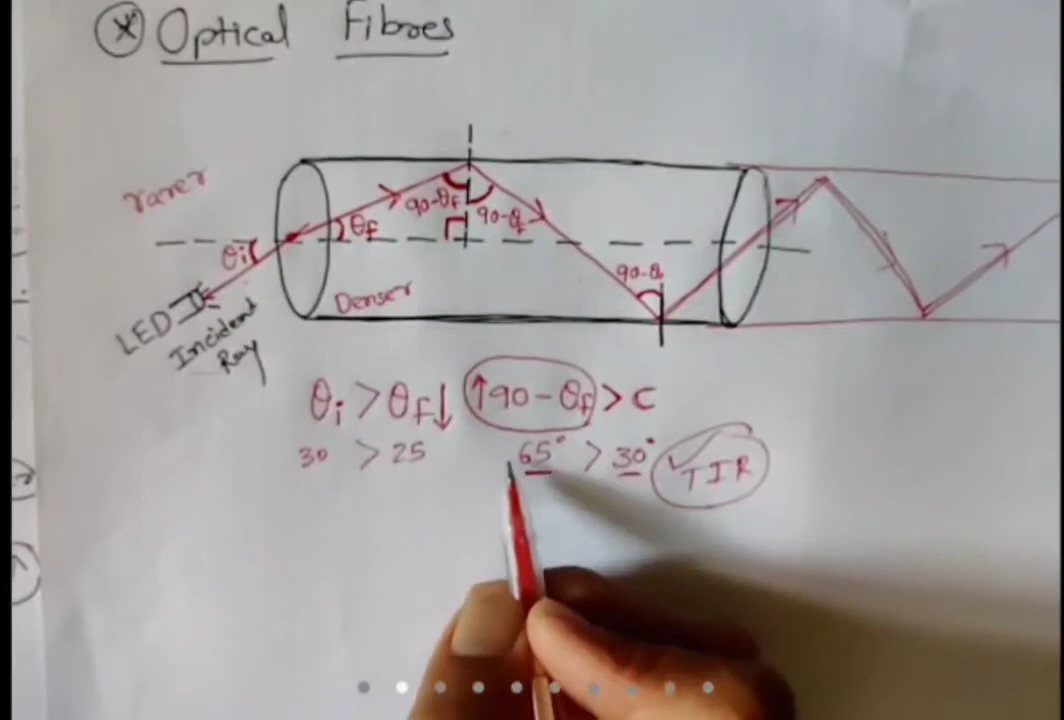 * Optical Fibres
rarer
θi
θf
90-θf
90-θf
90-θ
Denser
LED
Incident
Ray
θi > θf↓ ↑90-θf > C
30 > 25 65° > 30° TIR